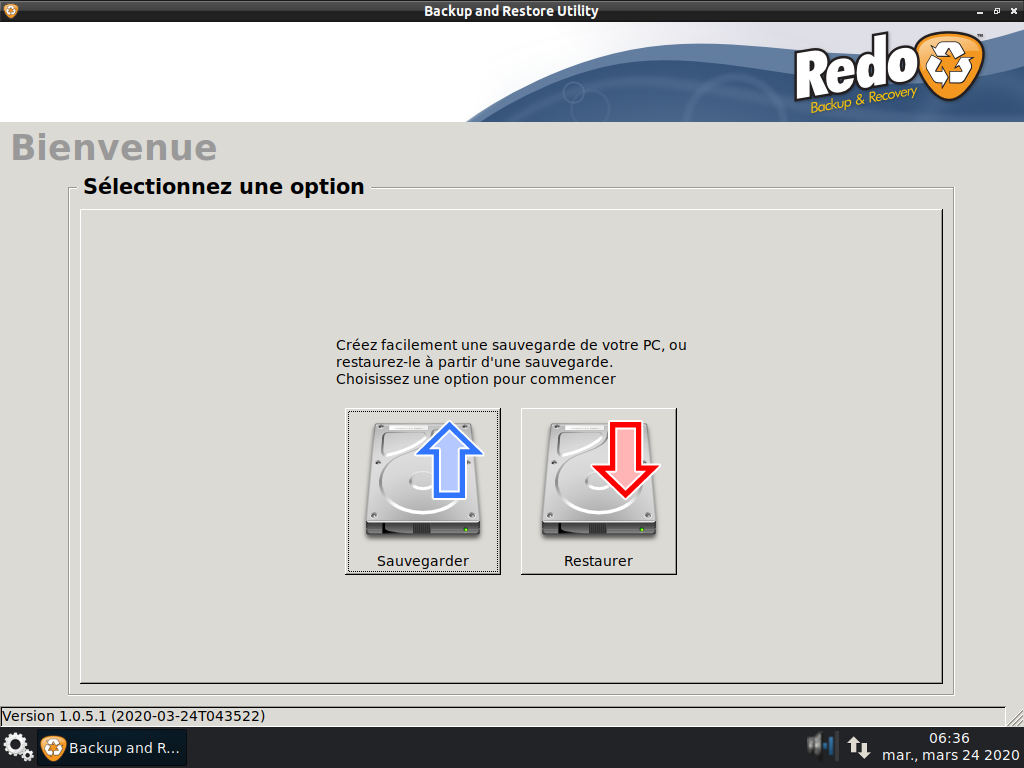 Backup and Restore Utility
Redo™
Backup & Recovery
Bienvenue
Sélectionnez une option
Créez facilement une sauvegarde de votre PC, ou
restaurez-le à partir d'une sauvegarde.
Choisissez une option pour commencer
Sauvegarder
Restaurer
Version 1.0.5.1 (2020-03-24T043522)
Backup and R...
06:36
mar., mars 24 2020